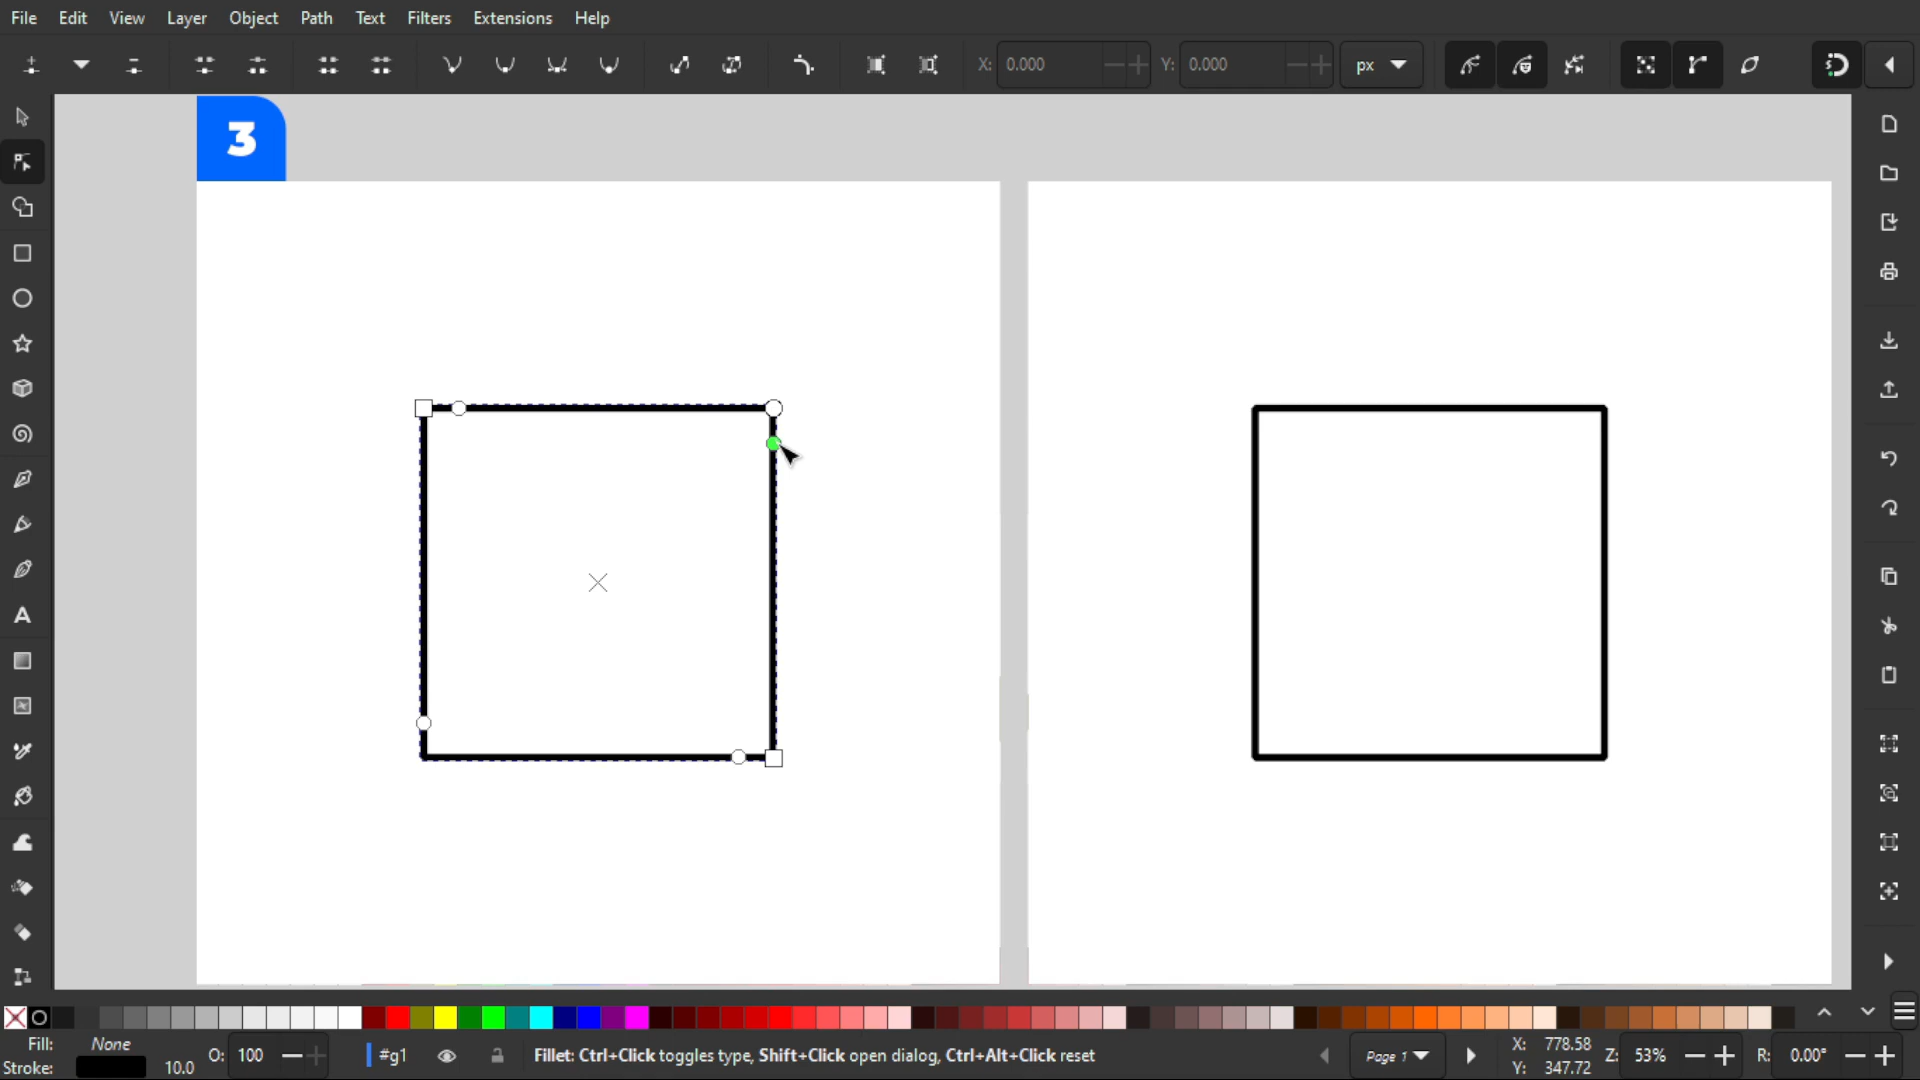 File Edit View Layer Object Path Text Filters Extensions Help
X: 0.000 Y: 0.000 px
3
Fill: None
Stroke: 10.0
O: 100
#g1
Fillet: Ctrl+Click toggles type, Shift+Click open dialog, Ctrl+Alt+Click reset
Page 1
X: 778.58
Y: 347.72
Z: 53%
R: 0.00°